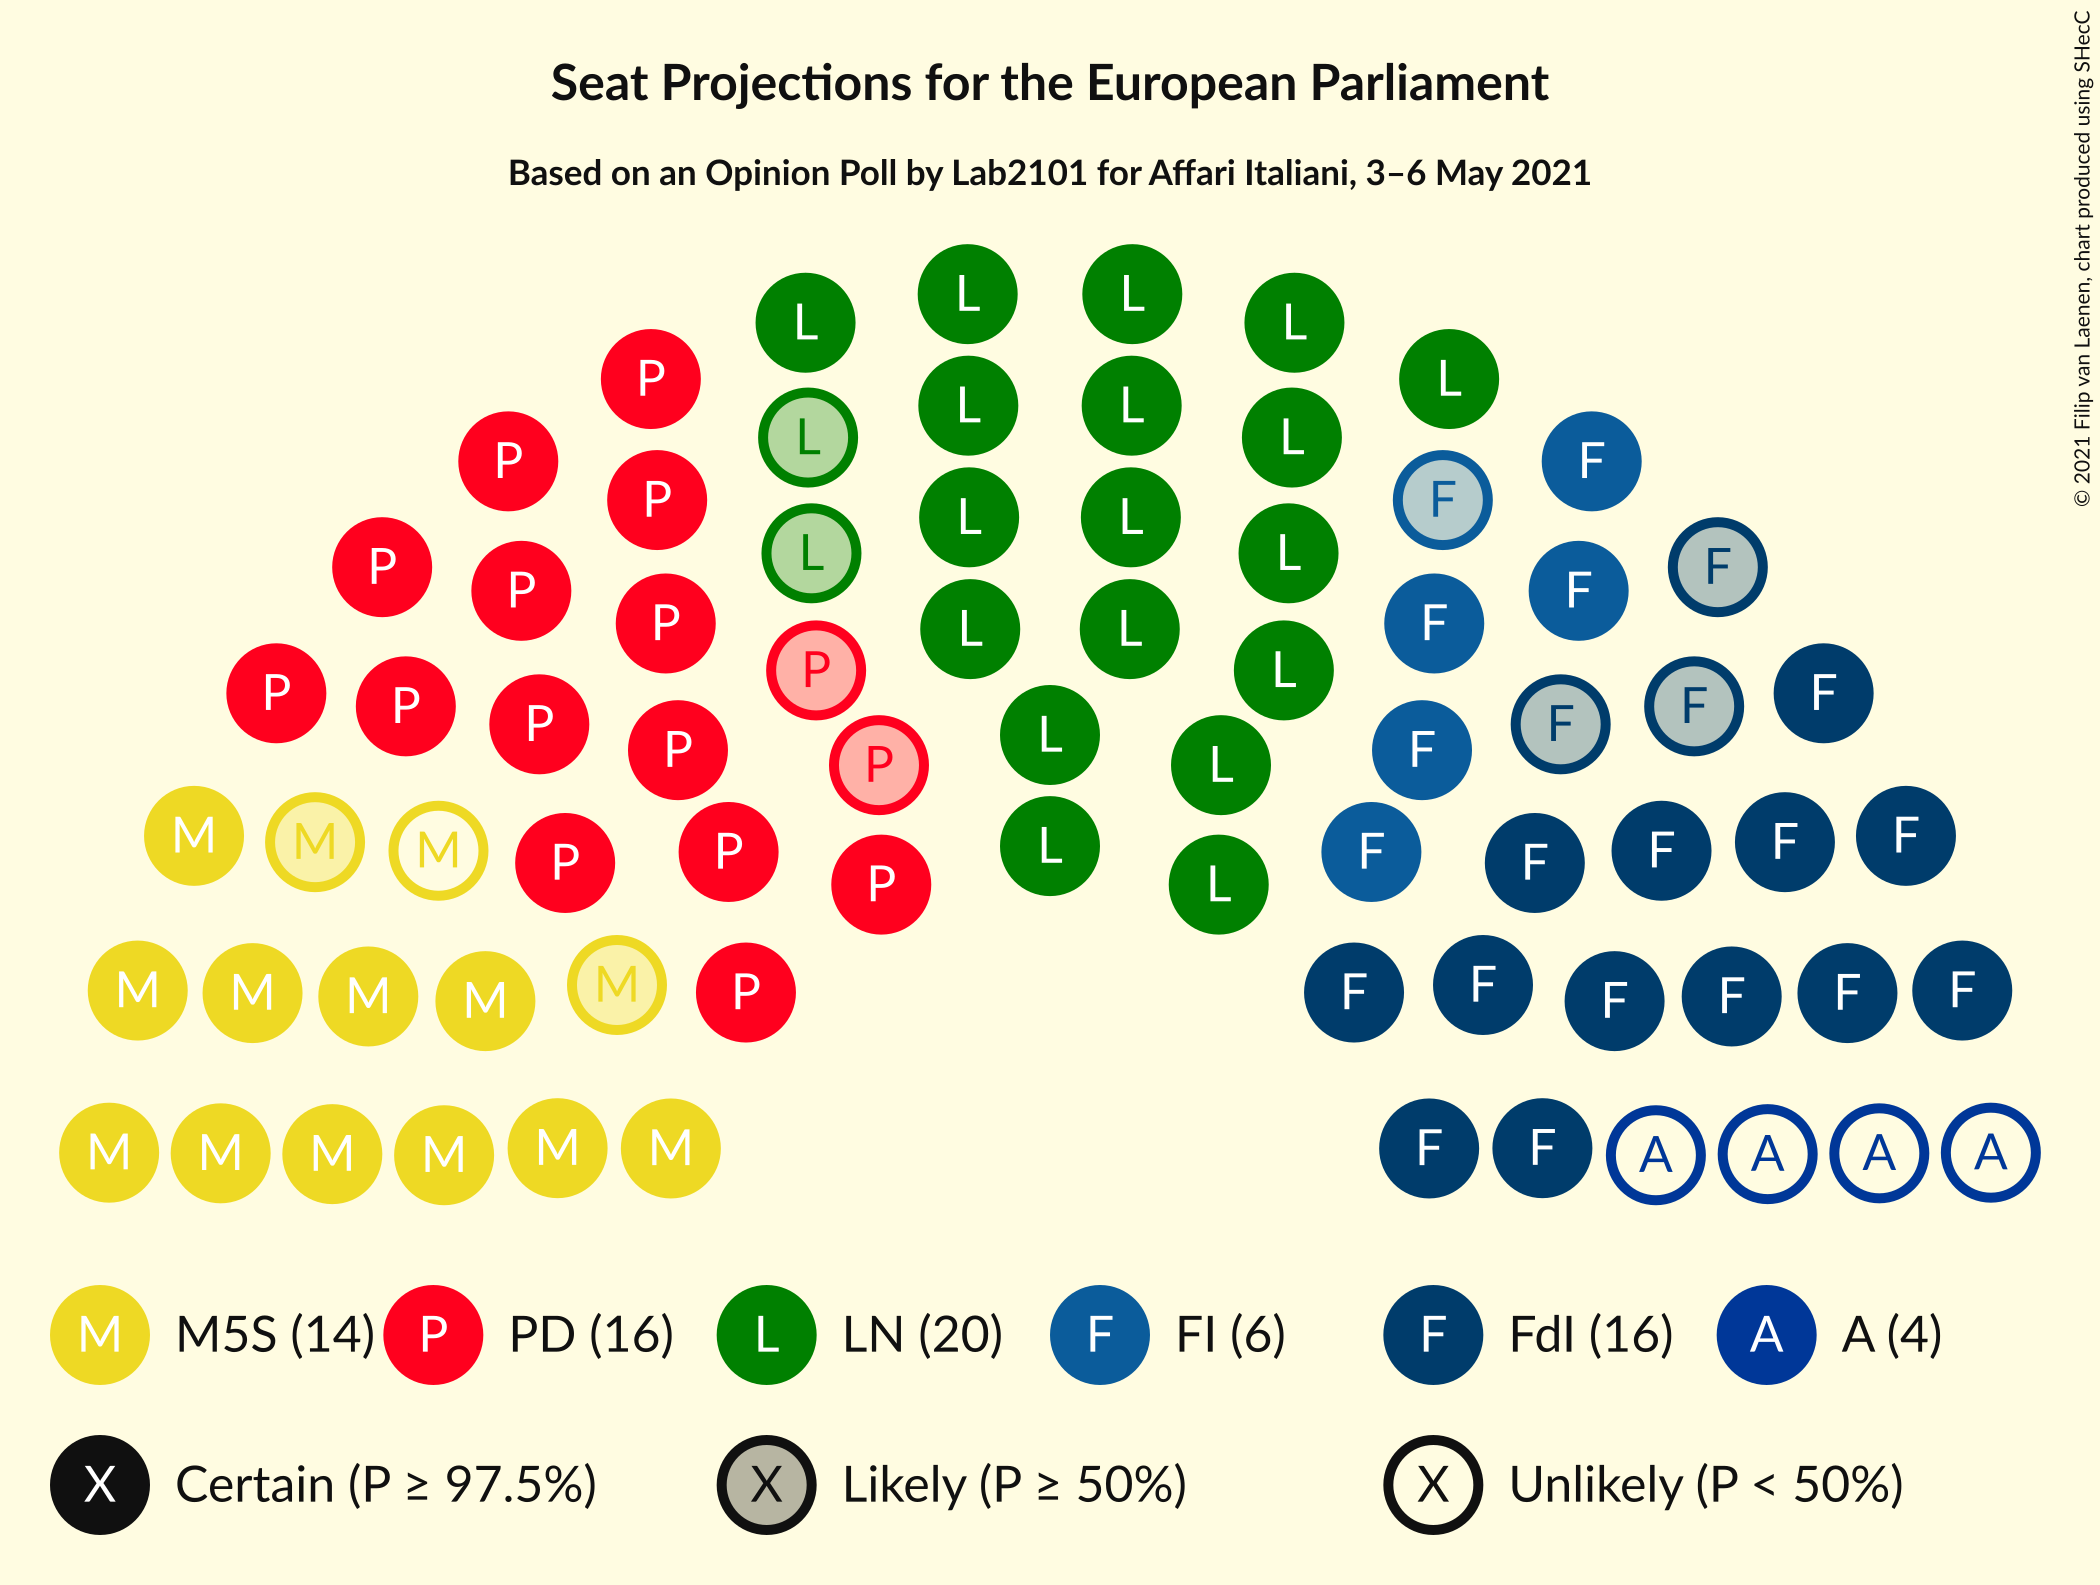 Seat Projections for the European Parliament
Based on an Opinion Poll by Lab2101 for Affari Italiani, 3–6 May 2021
© 2021 Filip van Laenen, chart produced using SHecC
L L
L L
P L
L L
P P
L L L
P F F
L L
P L L F
P P F F
L L
P L F
P P L F
P P F F
P P L F
P L
M M M P P P L F F F F F
M M M M M P F F F F F F
M M M M M M F F A A A A
M M5S (14) P PD (16) L LN (20) F FI (6) F FdI (16) A A (4)
X Certain (P ≥ 97.5%) X Likely (P ≥ 50%) X Unlikely (P < 50%)